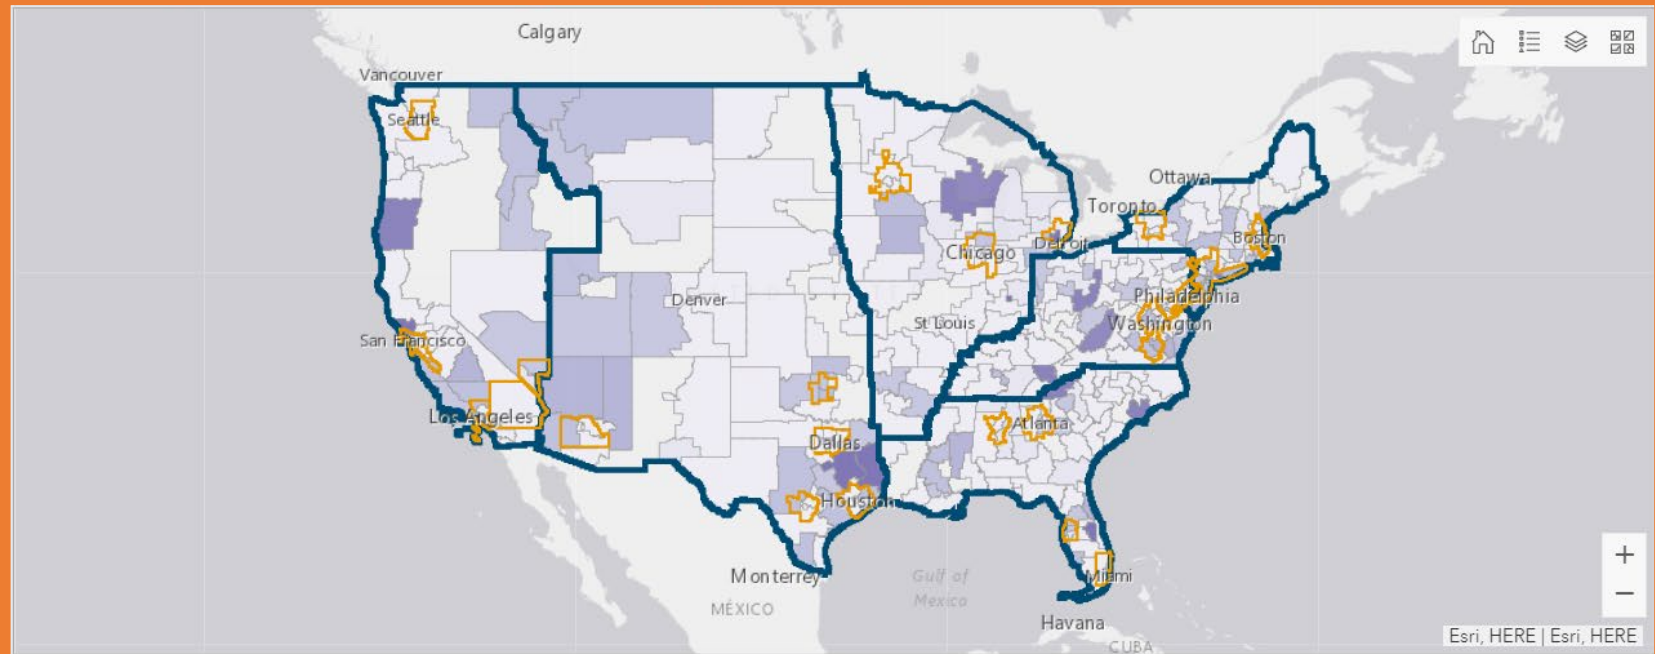 Calgary
Vancouver
Seattle
Ottawa
Toronto
Boston
Detroit
Chicago
Philadelphia
Denver
Washington
St Louis
San Francisco
Los Angeles
Atlanta
Dallas
Houston
Monterrey
Miami
Gulf of
Mexico
MÉXICO
Havana
CUBA
+
−
Esri, HERE | Esri, HERE